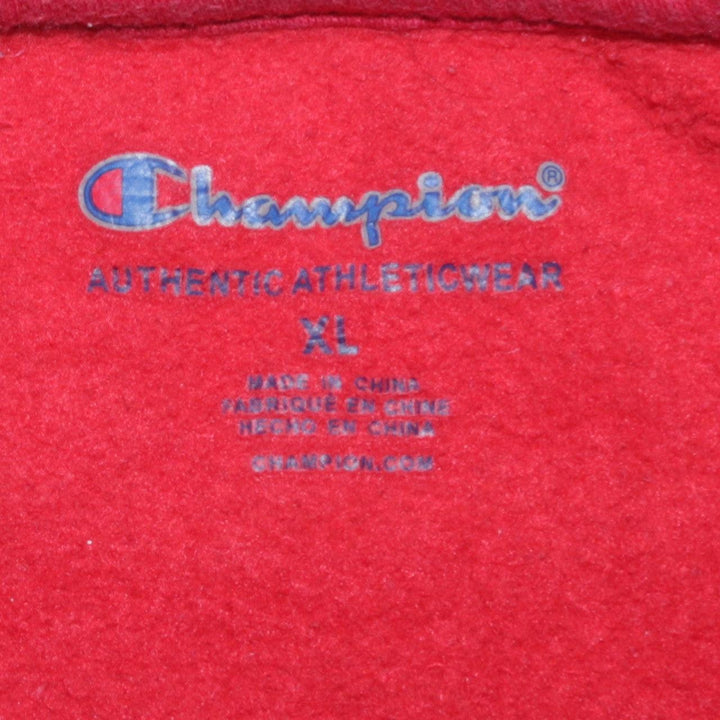 Champion®
AUTHENTIC ATHLETICWEAR
XL
MADE IN CHINA
FABRIQUE EN CHINE
HECHO EN CHINA
CHAMPION.COM